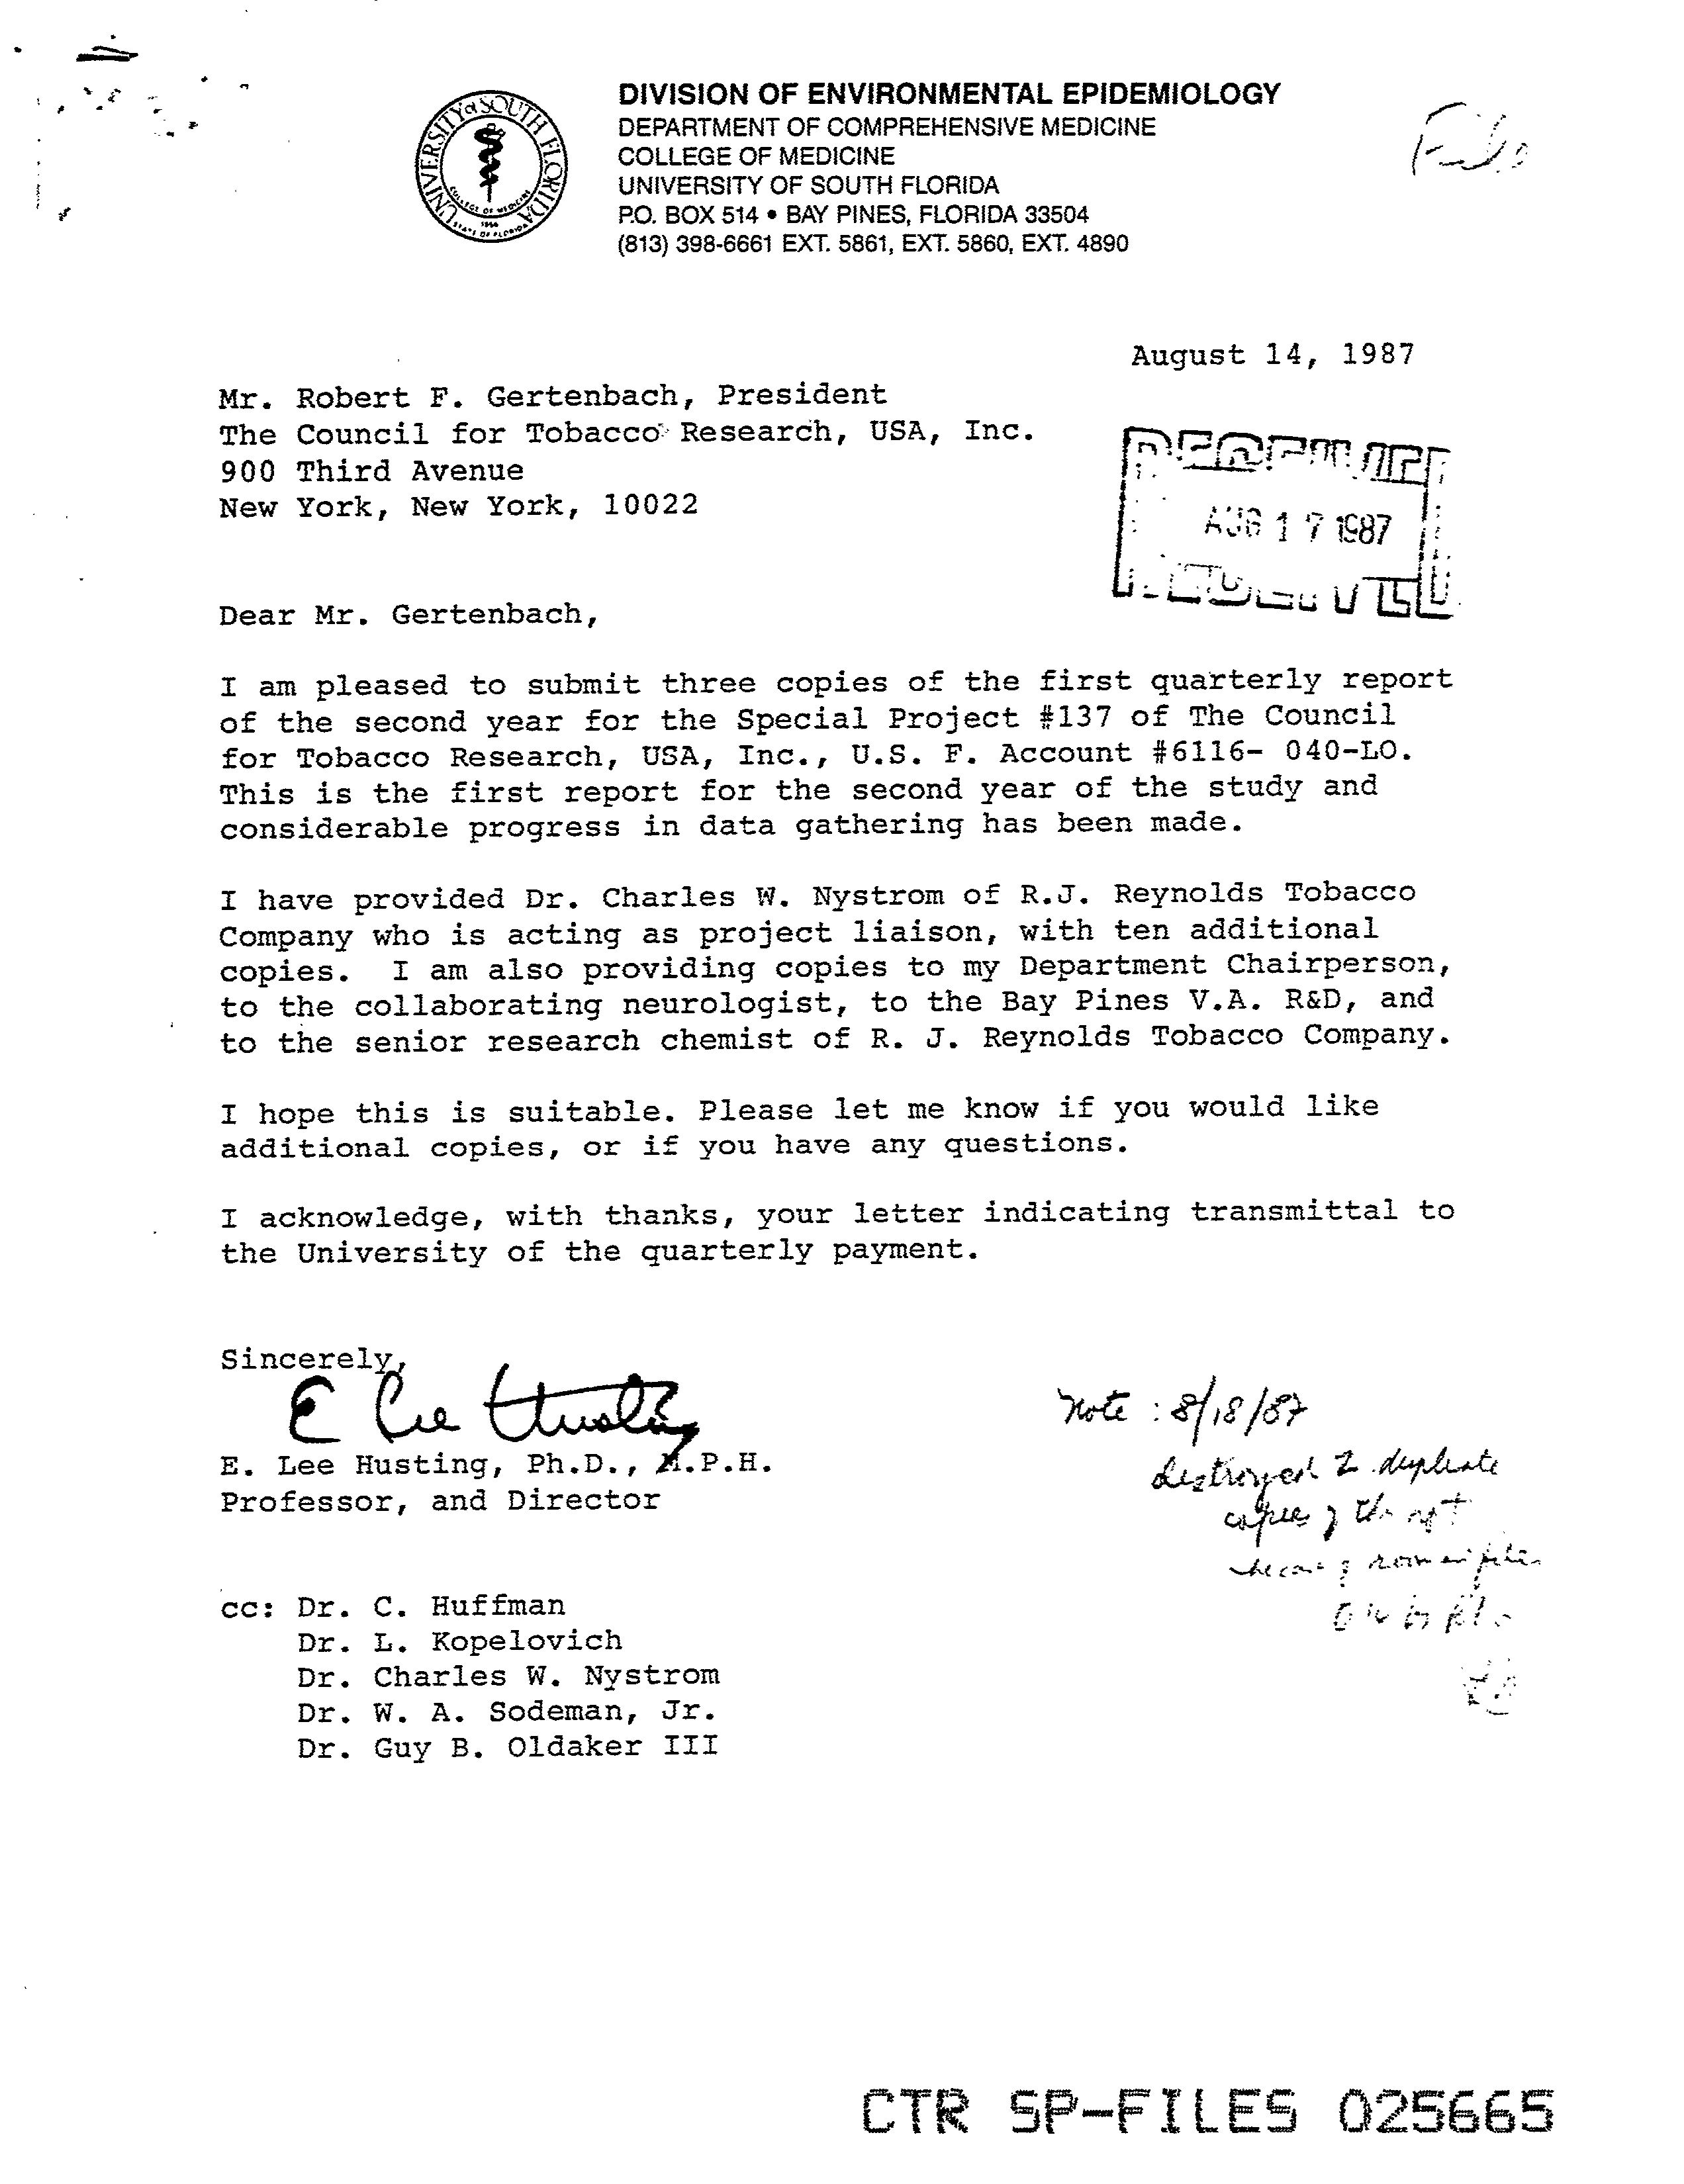 DIVISION OF ENVIRONMENTAL EPIDEMIOLOGY
DEPARTMENT OF COMPREHENSIVE MEDICINE
COLLEGE OF MEDICINE
UNIVERSITY OF SOUTH FLORIDA
P.O. BOX 514 • BAY PINES, FLORIDA 33504
(813) 398-6661 EXT. 5861, EXT. 5860, EXT. 4890
UNIVERSITY of SOUTH FLORIDA
COLLEGE OF MEDICINE
1956
STATE OF FLORIDA
File
August 14, 1987
Mr. Robert F. Gertenbach, President
The Council for Tobacco Research, USA, Inc.
900 Third Avenue
New York, New York, 10022
RECEIVED
AUG 17 1987
RECEIVED
Dear Mr. Gertenbach,
I am pleased to submit three copies of the first quarterly report
of the second year for the Special Project #137 of The Council
for Tobacco Research, USA, Inc., U.S. F. Account #6116- 040-LO.
This is the first report for the second year of the study and
considerable progress in data gathering has been made.
I have provided Dr. Charles W. Nystrom of R.J. Reynolds Tobacco
Company who is acting as project liaison, with ten additional
copies.  I am also providing copies to my Department Chairperson,
to the collaborating neurologist, to the Bay Pines V.A. R&D, and
to the senior research chemist of R. J. Reynolds Tobacco Company.
I hope this is suitable. Please let me know if you would like
additional copies, or if you have any questions.
I acknowledge, with thanks, your letter indicating transmittal to
the University of the quarterly payment.
Sincerely,
E Lee Husting
E. Lee Husting, Ph.D., M.P.H.
Professor, and Director
Note : 8/18/87
destroyed 2 duplicate
copies of the rpt
cc: Dr. C. Huffman
Dr. L. Kopelovich
Dr. Charles W. Nystrom
Dr. W. A. Sodeman, Jr.
Dr. Guy B. Oldaker III
CTR SP-FILES 025665